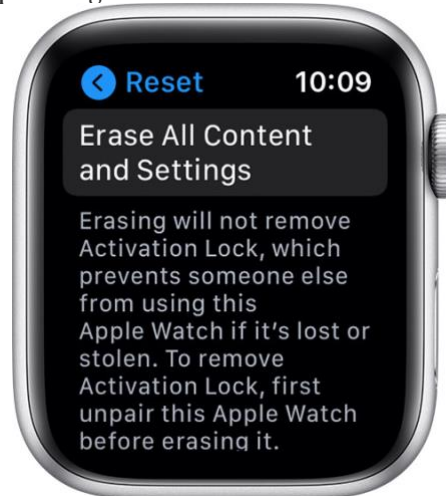 Reset 10:09
Erase All Content
and Settings
Erasing will not remove
Activation Lock, which
prevents someone else
from using this
Apple Watch if it's lost or
stolen. To remove
Activation Lock, first
unpair this Apple Watch
before erasing it.